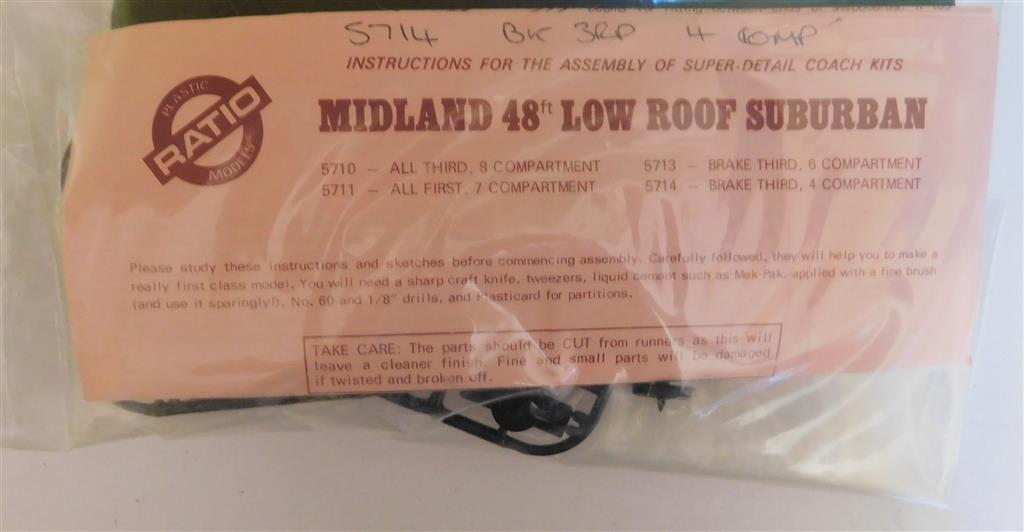 5714 BK 3RD 4 COMP
INSTRUCTIONS FOR THE ASSEMBLY OF SUPER-DETAIL COACH KITS
PLASTIC
RATIO
MODELS
MIDLAND 48ft LOW ROOF SUBURBAN
5710 – ALL THIRD, 8 COMPARTMENT
5711 – ALL FIRST, 7 COMPARTMENT
5713 – BRAKE THIRD, 6 COMPARTMENT
5714 – BRAKE THIRD, 4 COMPARTMENT
Please study these instructions and sketches before commencing assembly. Carefully followed, they will help you to make a
really first class model. You will need a sharp craft knife, tweezers, liquid cement such as Mek-Pak, applied with a fine brush
(and use it sparingly!), No. 60 and 1/8" drills, and Plasticard for partitions.
TAKE CARE: The parts should be CUT from runners as this will
leave a cleaner finish. Fine and small parts will be damaged
if twisted and broken off.